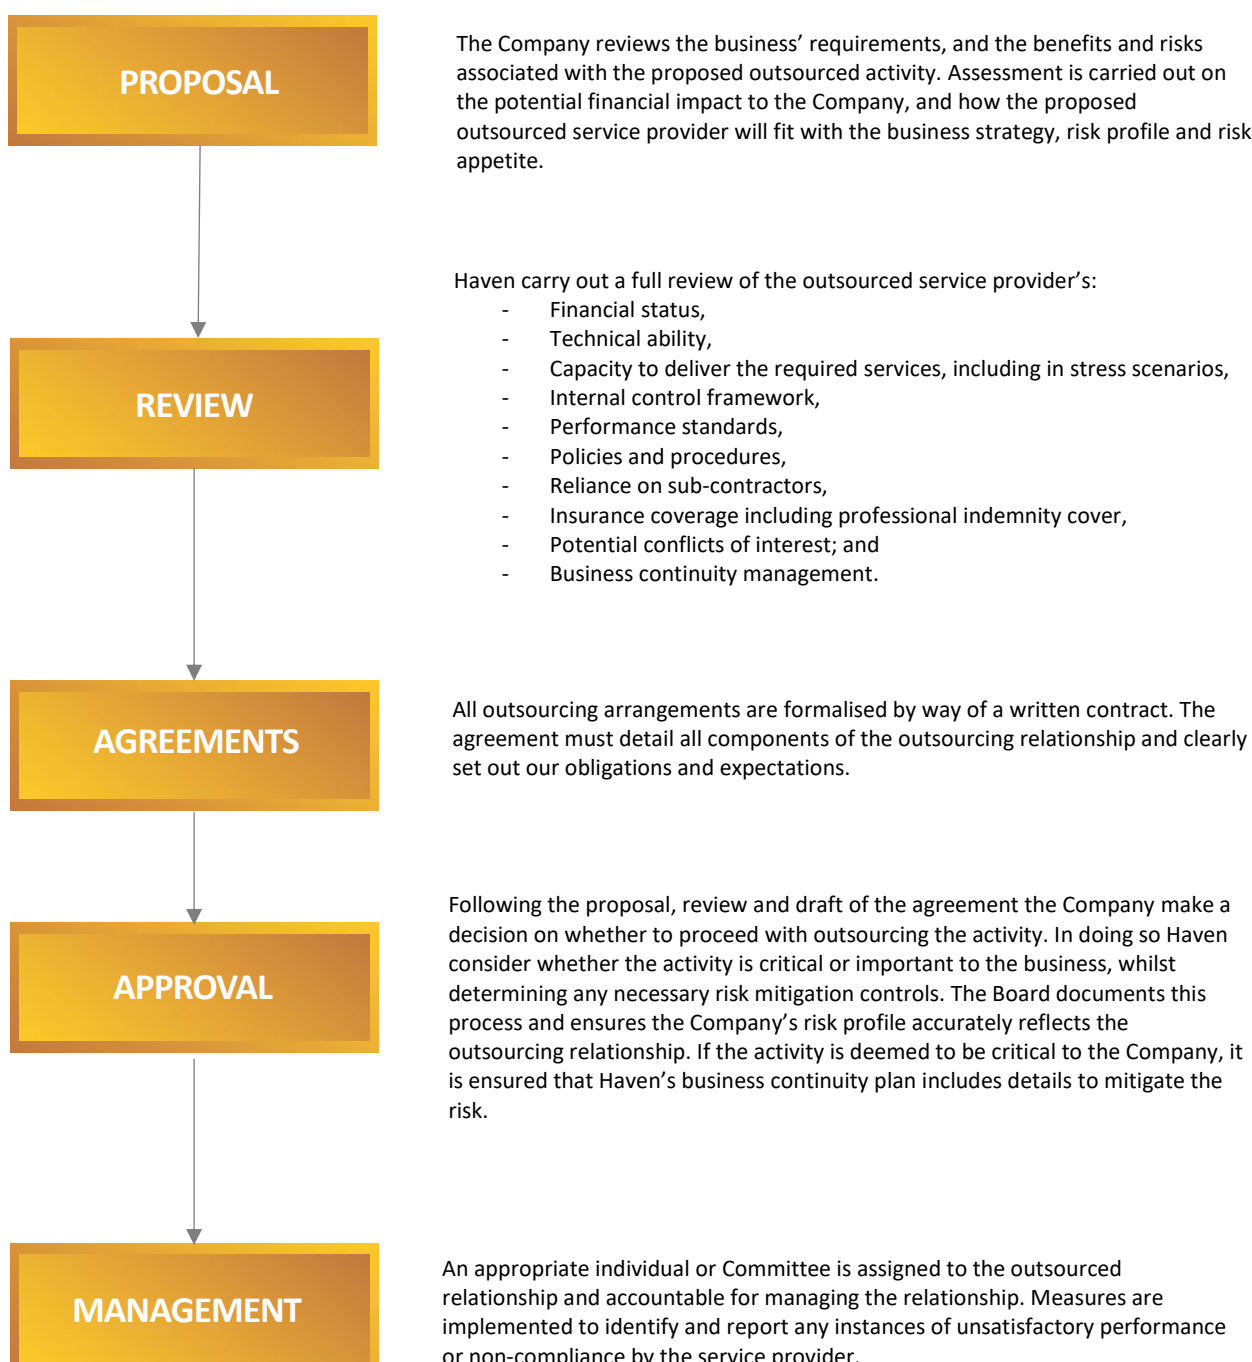 PROPOSAL
The Company reviews the business’ requirements, and the benefits and risks
associated with the proposed outsourced activity. Assessment is carried out on
the potential financial impact to the Company, and how the proposed
outsourced service provider will fit with the business strategy, risk profile and risk
appetite.
REVIEW
Haven carry out a full review of the outsourced service provider’s:
- Financial status,
- Technical ability,
- Capacity to deliver the required services, including in stress scenarios,
- Internal control framework,
- Performance standards,
- Policies and procedures,
- Reliance on sub-contractors,
- Insurance coverage including professional indemnity cover,
- Potential conflicts of interest; and
- Business continuity management.
AGREEMENTS
All outsourcing arrangements are formalised by way of a written contract. The
agreement must detail all components of the outsourcing relationship and clearly
set out our obligations and expectations.
APPROVAL
Following the proposal, review and draft of the agreement the Company make a
decision on whether to proceed with outsourcing the activity. In doing so Haven
consider whether the activity is critical or important to the business, whilst
determining any necessary risk mitigation controls. The Board documents this
process and ensures the Company’s risk profile accurately reflects the
outsourcing relationship. If the activity is deemed to be critical to the Company, it
is ensured that Haven’s business continuity plan includes details to mitigate the
risk.
MANAGEMENT
An appropriate individual or Committee is assigned to the outsourced
relationship and accountable for managing the relationship. Measures are
implemented to identify and report any instances of unsatisfactory performance
or non-compliance by the service provider.